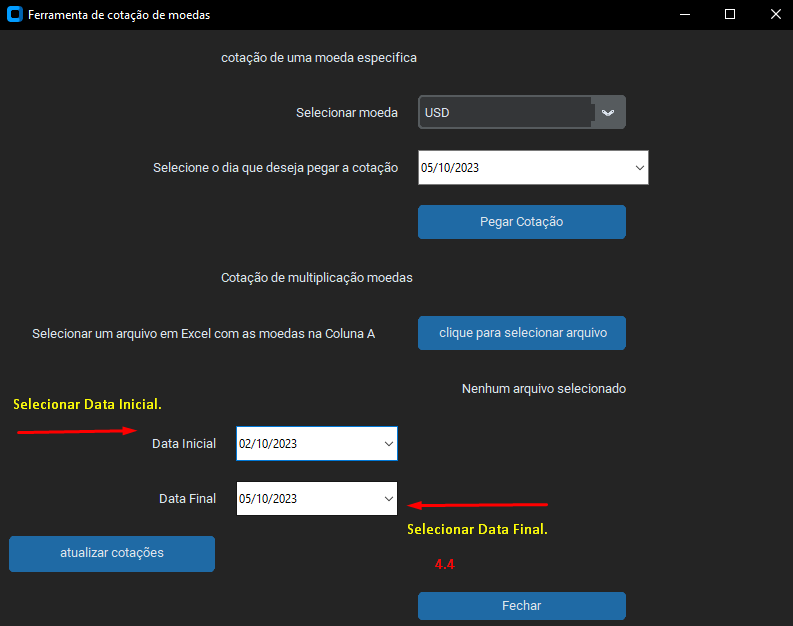 Ferramenta de cotação de moedas
cotação de uma moeda especifica
Selecionar moeda
USD
Selecione o dia que deseja pegar a cotação
05/10/2023
Pegar Cotação
Cotação de multiplicação moedas
Selecionar um arquivo em Excel com as moedas na Coluna A
clique para selecionar arquivo
Nenhum arquivo selecionado
Selecionar Data Inicial.
Data Inicial
02/10/2023
Data Final
05/10/2023
Selecionar Data Final.
atualizar cotações
4.4
Fechar